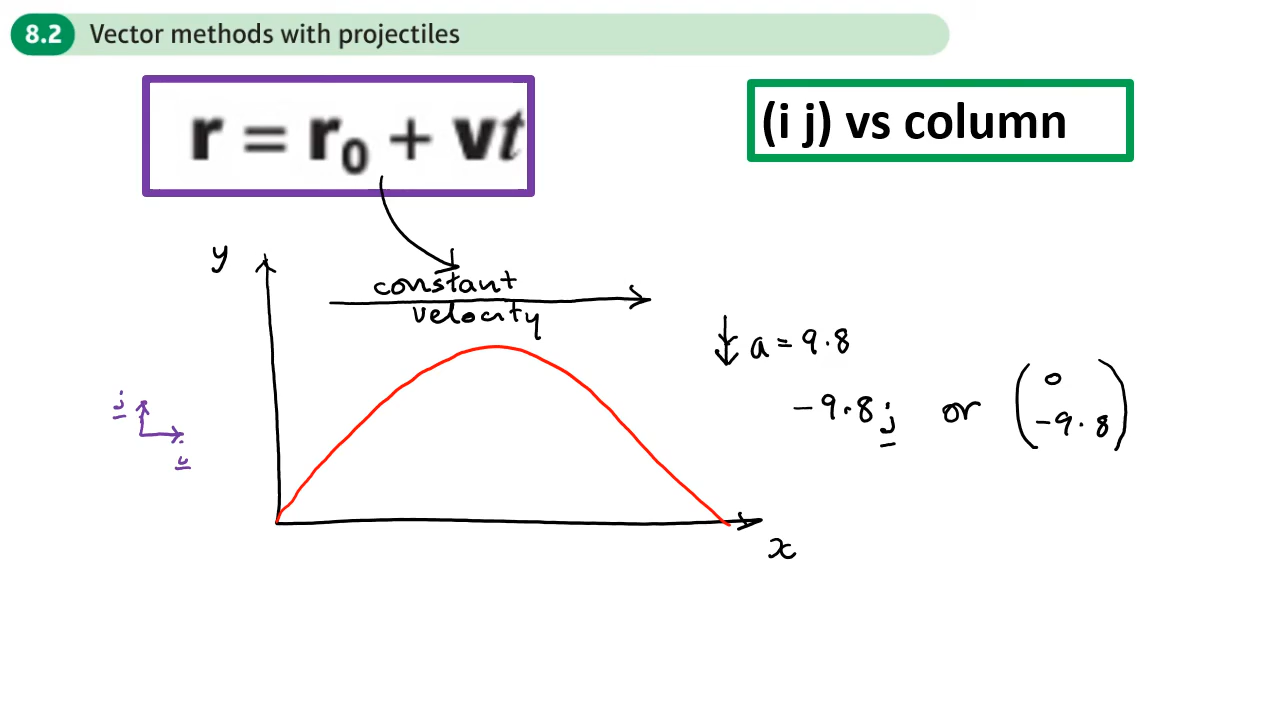 8.2 Vector methods with projectiles
r = r₀ + vt
(i j) vs column
y
constant
velocity
a = 9.8
-9.8 j or (0
-9.8)
j
i
x